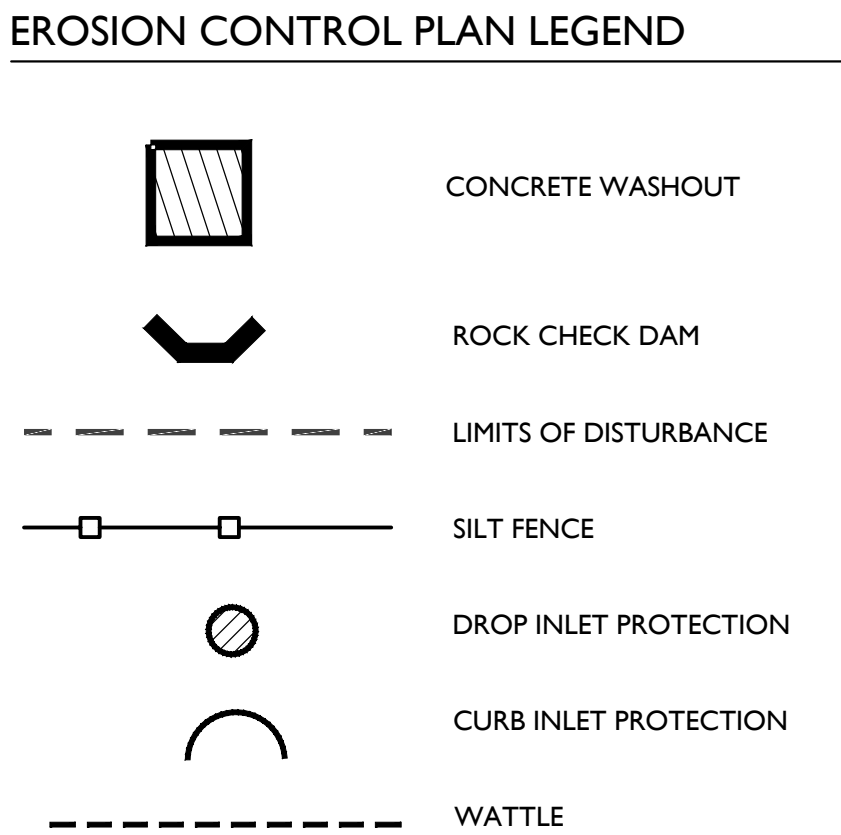 EROSION CONTROL PLAN LEGEND
CONCRETE WASHOUT
ROCK CHECK DAM
LIMITS OF DISTURBANCE
SILT FENCE
DROP INLET PROTECTION
CURB INLET PROTECTION
WATTLE